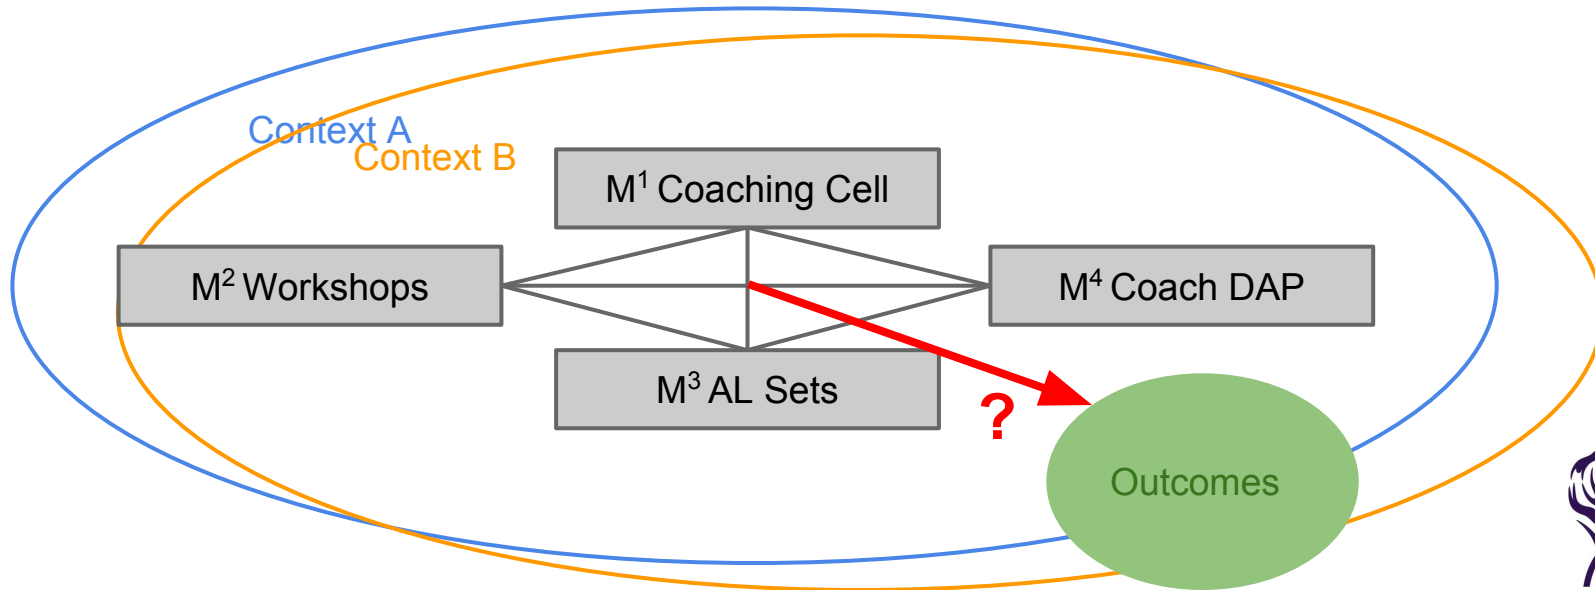 Context A
Context B
M¹ Coaching Cell
M² Workshops
M⁴ Coach DAP
M³ AL Sets
?
Outcomes